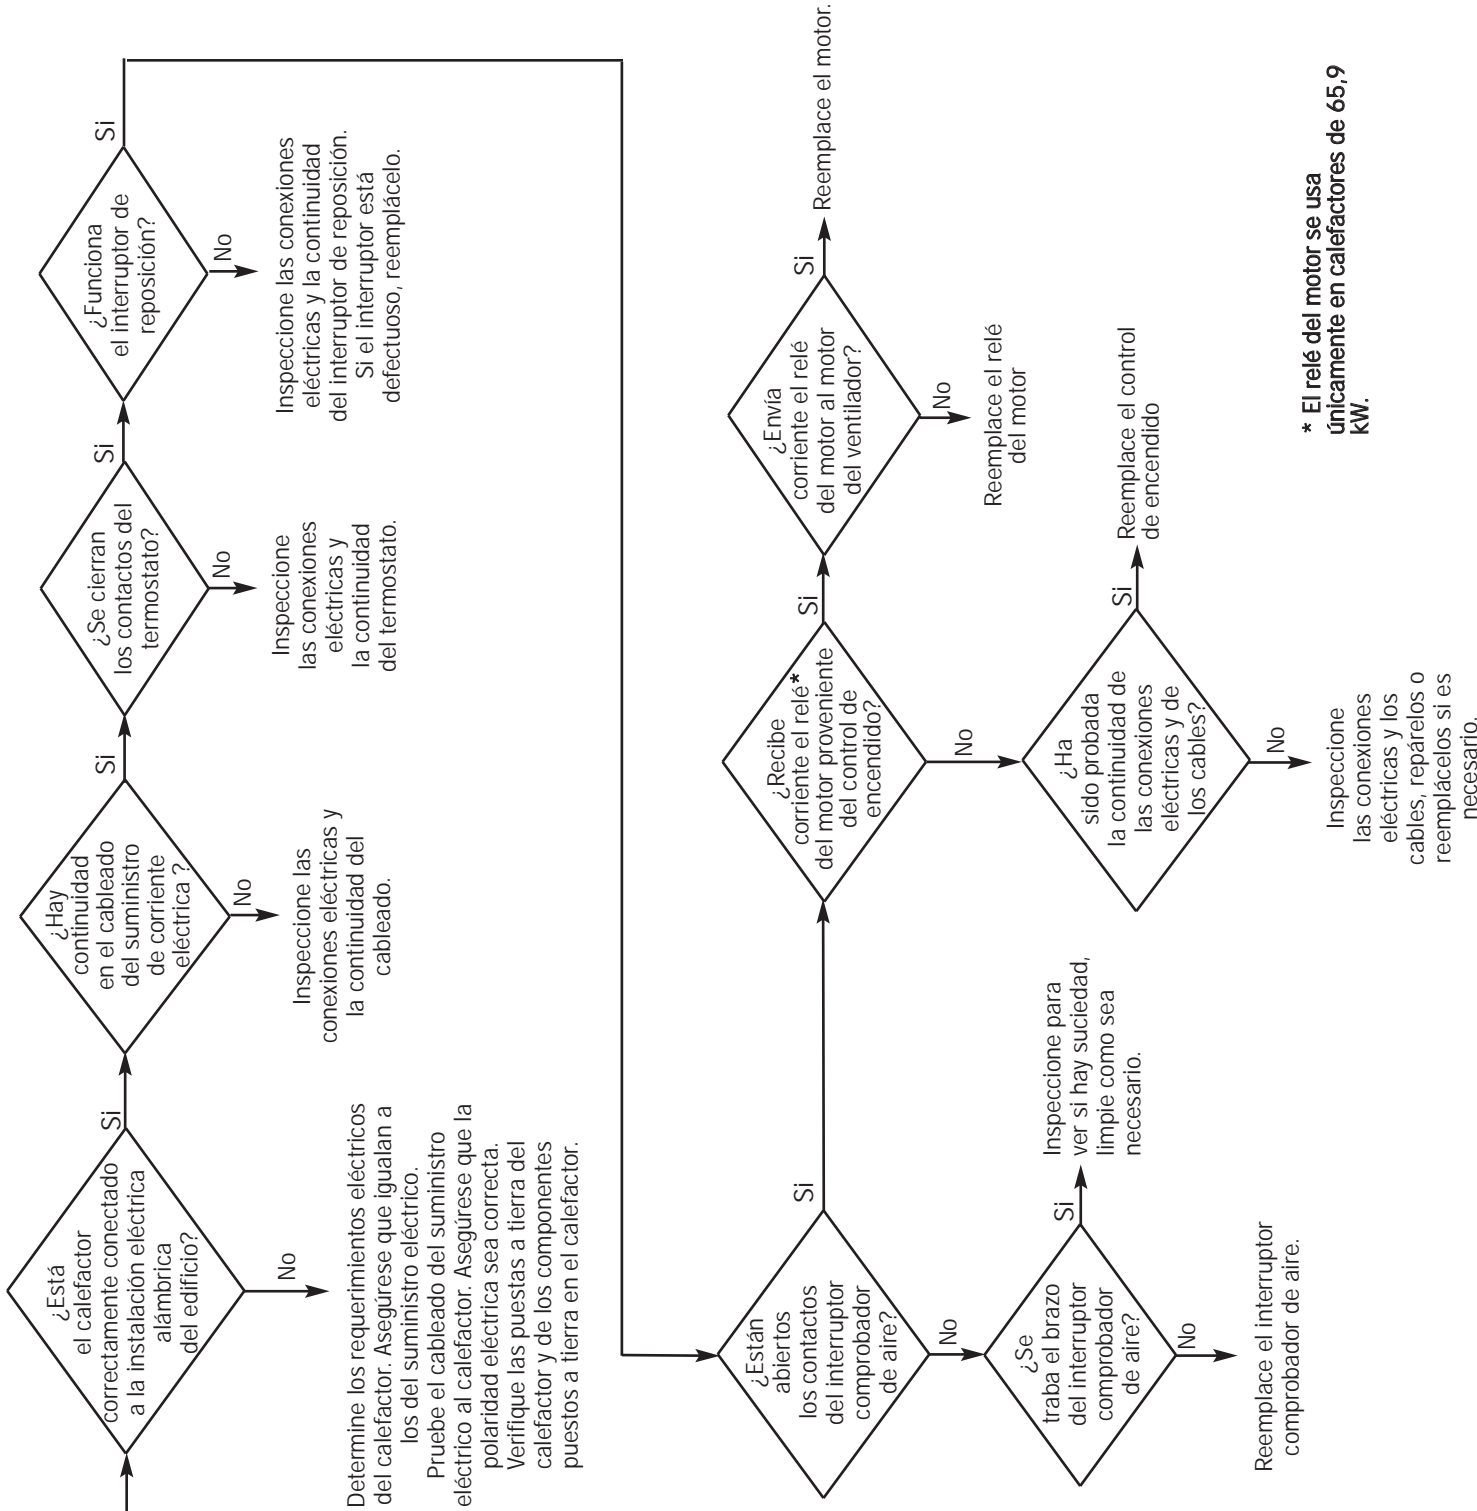 ¿Está
el calefactor
correctamente conectado
a la instalación eléctrica
alámbrica
del edificio?
Si
No
Determine los requerimientos eléctricos
del calefactor. Asegúrese que igualan a
los del suministro eléctrico.
Pruebe el cableado del suministro
eléctrico al calefactor. Asegúrese que la
polaridad eléctrica sea correcta.
Verifique las puestas a tierra del
calefactor y de los componentes
puestos a tierra en el calefactor.
¿Hay
continuidad
en el cableado
del suministro
de corriente
eléctrica ?
Si
No
Inspeccione las
conexiones eléctricas y
la continuidad del
cableado.
¿Se cierran
los contactos del
termostato?
Si
No
Inspeccione
las conexiones
eléctricas y
la continuidad
del termostato.
¿Funciona
el interruptor de
reposición?
Si
No
Inspeccione las conexiones
eléctricas y la continuidad
del interruptor de reposición.
Si el interruptor está
defectuoso, reemplácelo.
¿Están
abiertos
los contactos
del interruptor
comprobador
de aire?
Si
No
¿Se
traba el brazo
del interruptor
comprobador
de aire?
Si
Inspeccione para
ver si hay suciedad,
limpie como sea
necesario.
No
Reemplace el interruptor
comprobador de aire.
¿Recibe
corriente el relé*
del motor proveniente
del control de
encendido?
Si
No
¿Ha
sido probada
la continuidad de
las conexiones
eléctricas y de
los cables?
Si
Reemplace el control
de encendido
No
Inspeccione
las conexiones
eléctricas y los
cables, repárelos o
reemplácelos si es
necesario.
¿Envía
corriente el relé
del motor al motor
del ventilador?
Si
Reemplace el motor.
No
Reemplace el relé
del motor
* El relé del motor se usa
únicamente en calefactores de 65,9
kW.